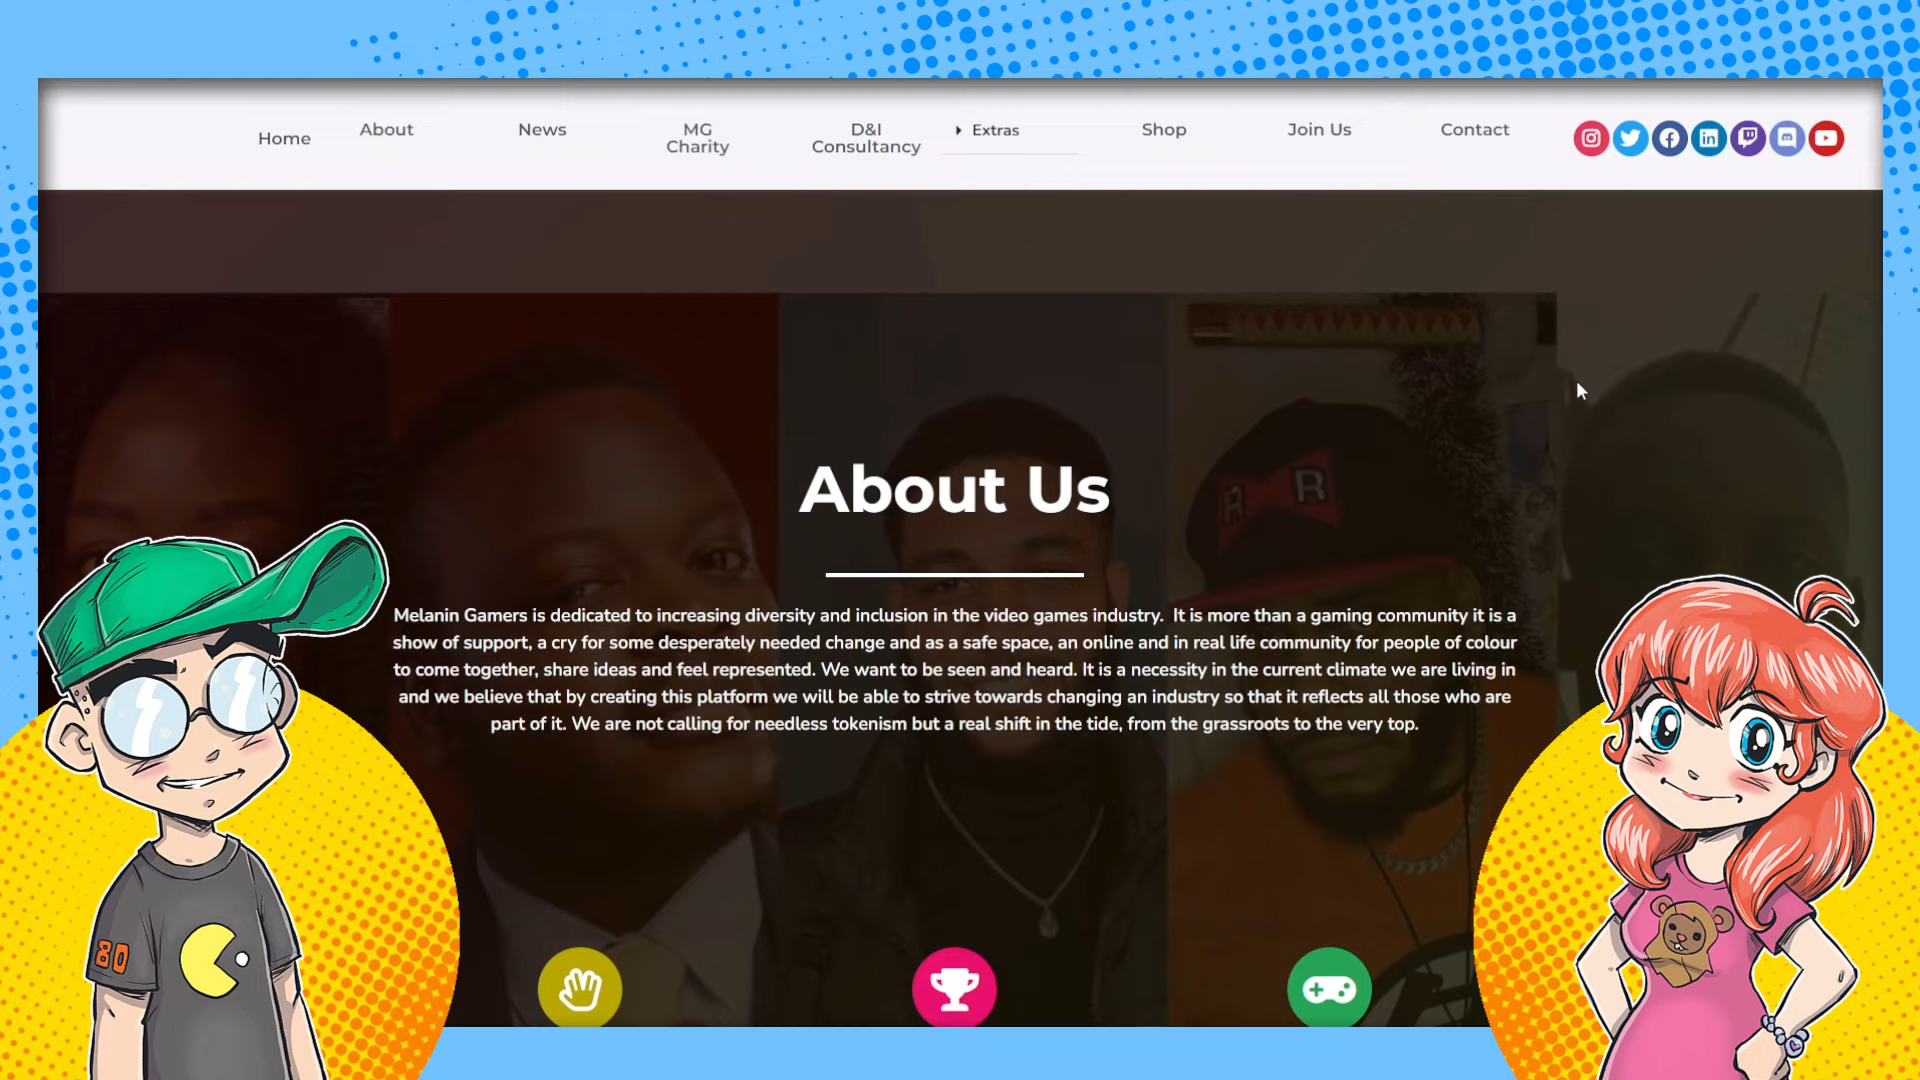 Home
About
News
MG
Charity
D&I
Consultancy
Extras
Shop
Join Us
Contact
R R
About Us
Melanin Gamers is dedicated to increasing diversity and inclusion in the video games industry.  It is more than a gaming community it is a
show of support, a cry for some desperately needed change and as a safe space, an online and in real life community for people of colour
to come together, share ideas and feel represented. We want to be seen and heard. It is a necessity in the current climate we are living in
and we believe that by creating this platform we will be able to strive towards changing an industry so that it reflects all those who are
part of it. We are not calling for needless tokenism but a real shift in the tide, from the grassroots to the very top.
80